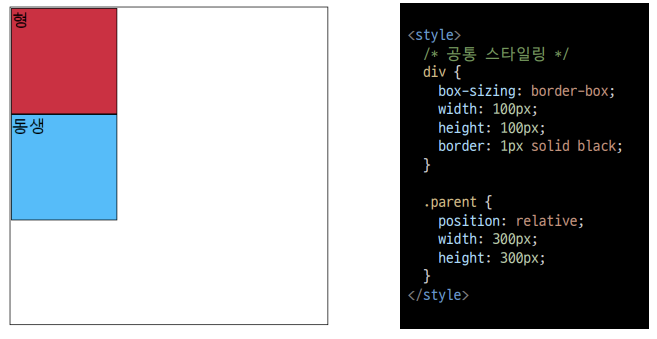 형
동생
<style>
/* 공통 스타일링 */
div {
box-sizing: border-box;
width: 100px;
height: 100px;
border: 1px solid black;
}
.parent {
position: relative;
width: 300px;
height: 300px;
}
</style>